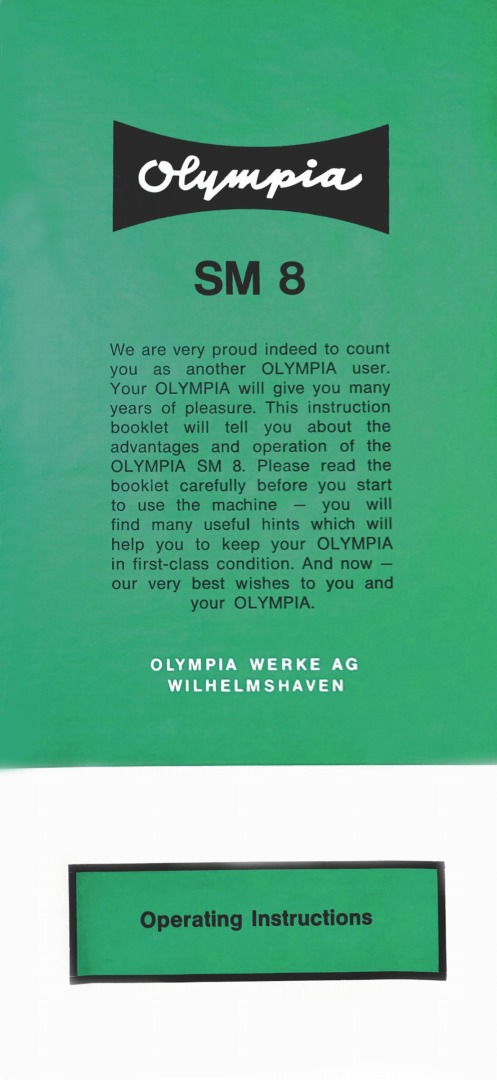 Olympia
SM 8
We are very proud indeed to count
you as another OLYMPIA user.
Your OLYMPIA will give you many
years of pleasure. This instruction
booklet will tell you about the
advantages and operation of the
OLYMPIA SM 8. Please read the
booklet carefully before you start
to use the machine — you will
find many useful hints which will
help you to keep your OLYMPIA
in first-class condition. And now —
our very best wishes to you and
your OLYMPIA.
OLYMPIA WERKE AG
WILHELMSHAVEN
Operating Instructions